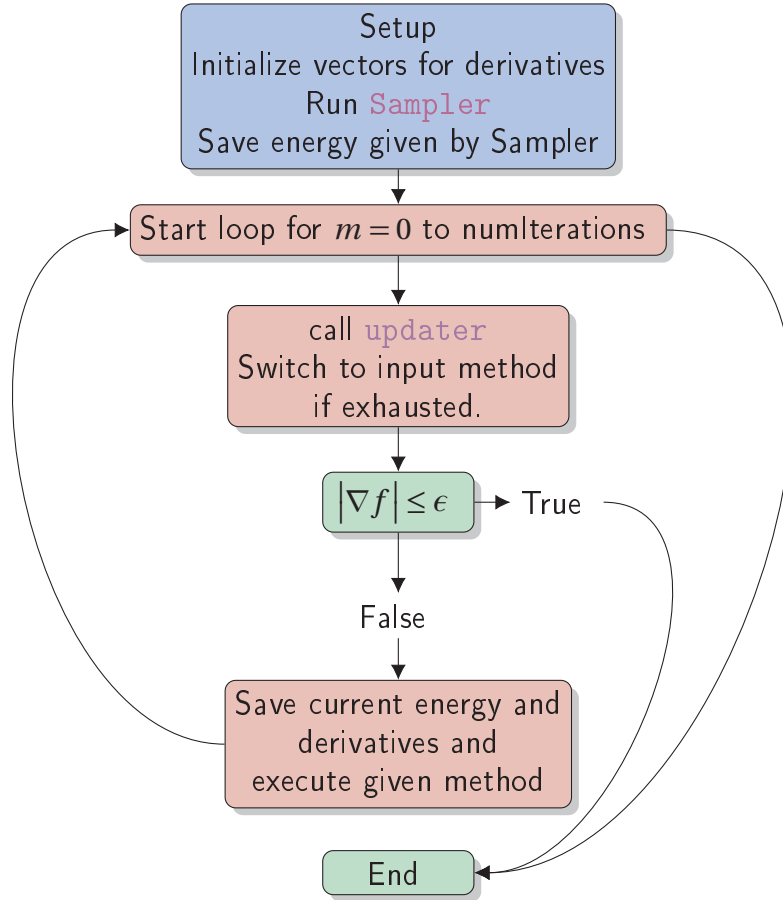 Setup
Initialize vectors for derivatives
Run Sampler
Save energy given by Sampler
Start loop for m = 0 to numIterations
call updater
Switch to input method
if exhausted.
|∇f| ≤ ϵ
True
False
Save current energy and
derivatives and
execute given method
End